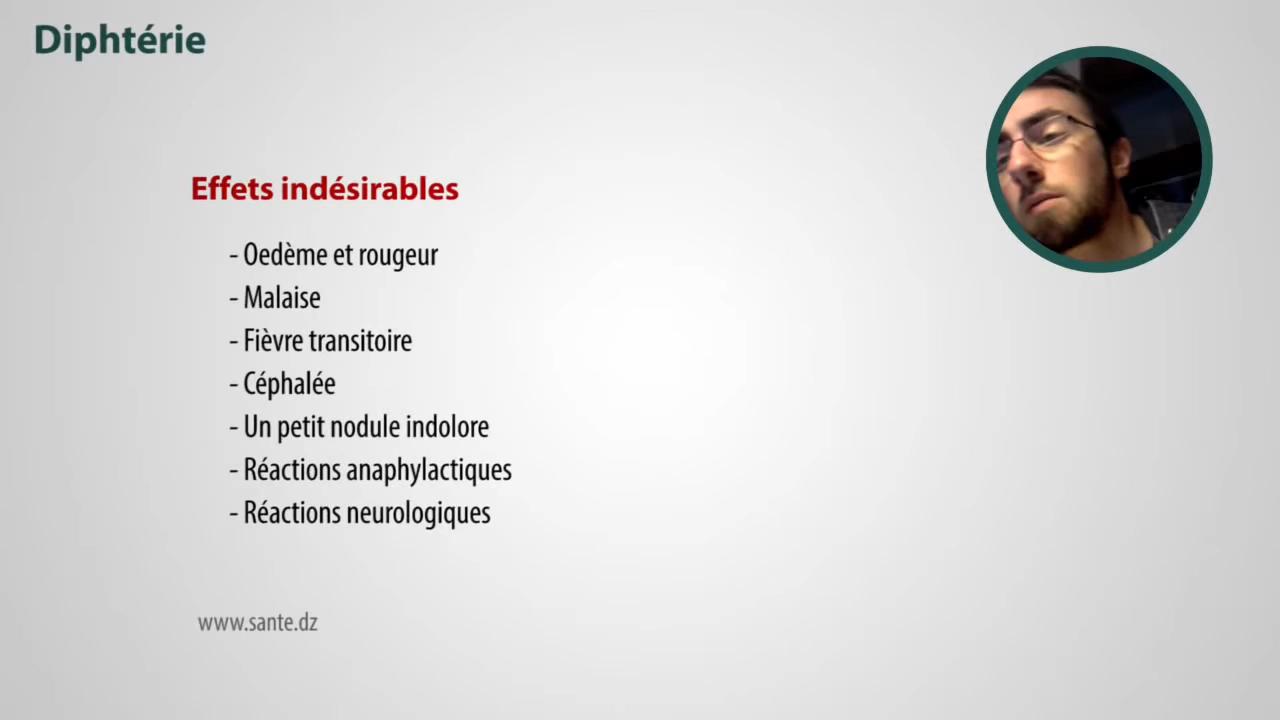 Diphtérie
Effets indésirables
- Oedème et rougeur
- Malaise
- Fièvre transitoire
- Céphalée
- Un petit nodule indolore
- Réactions anaphylactiques
- Réactions neurologiques
www.sante.dz